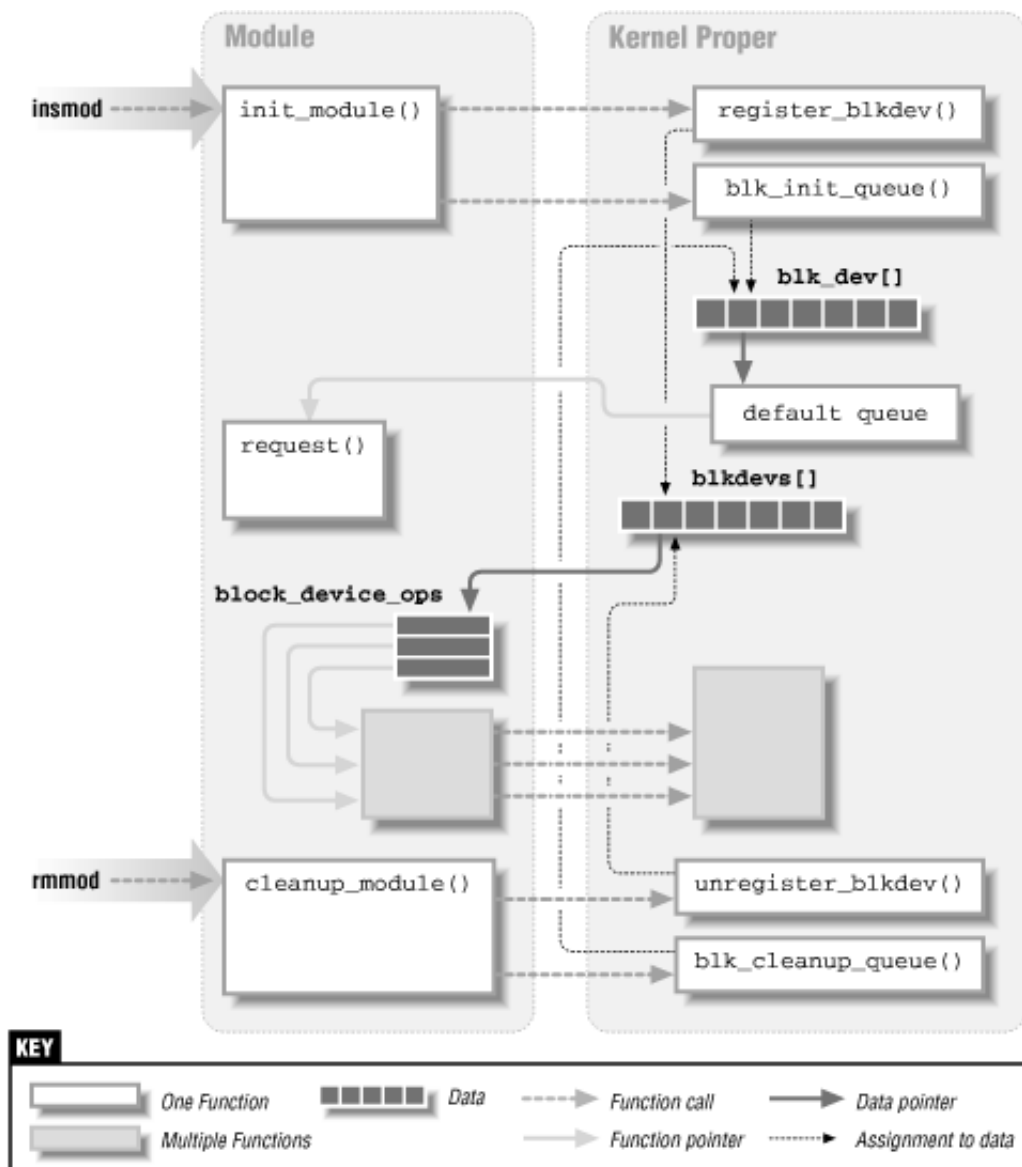 Module
Kernel Proper
insmod
init_module()
register_blkdev()
blk_init_queue()
blk_dev[]
default queue
request()
blkdevs[]
block_device_ops
rmmod
cleanup_module()
unregister_blkdev()
blk_cleanup_queue()
KEY
One Function
Data
Function call
Data pointer
Multiple Functions
Function pointer
Assignment to data